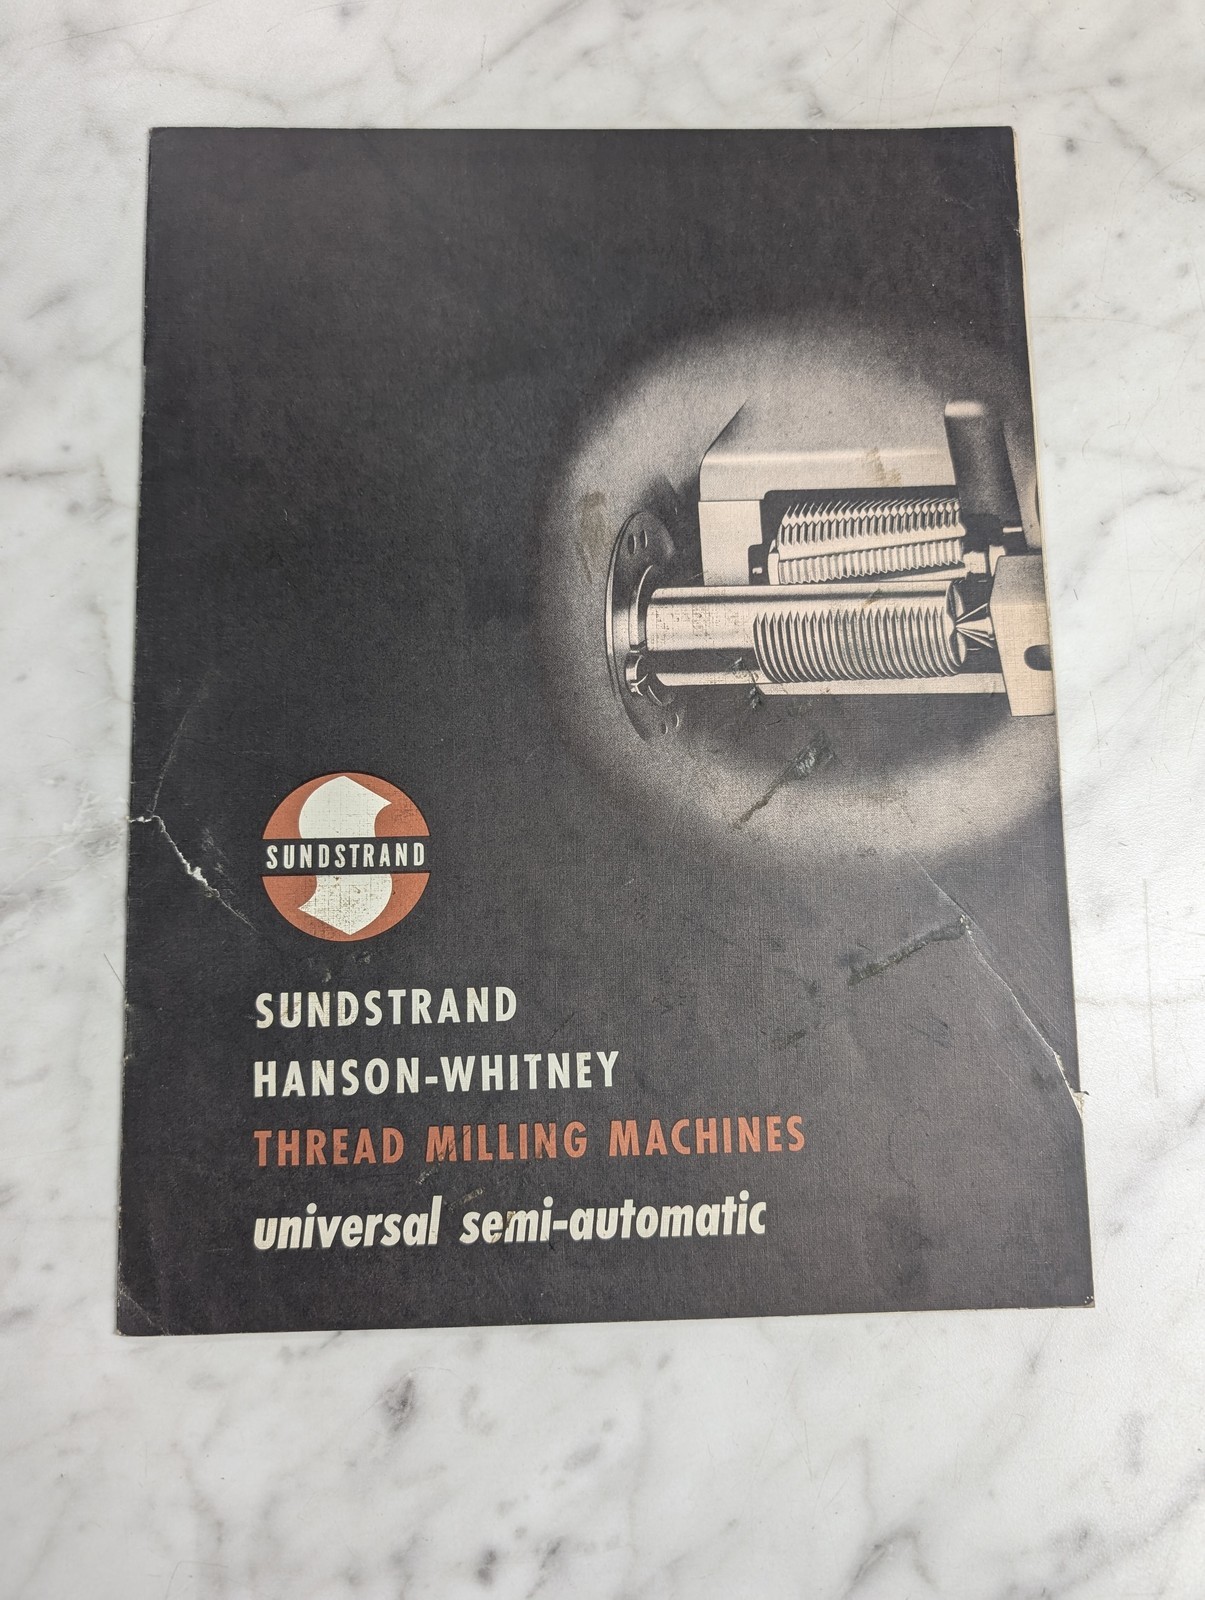 SUNDSTRAND
SUNDSTRAND
HANSON-WHITNEY
THREAD MILLING MACHINES
universal semi-automatic